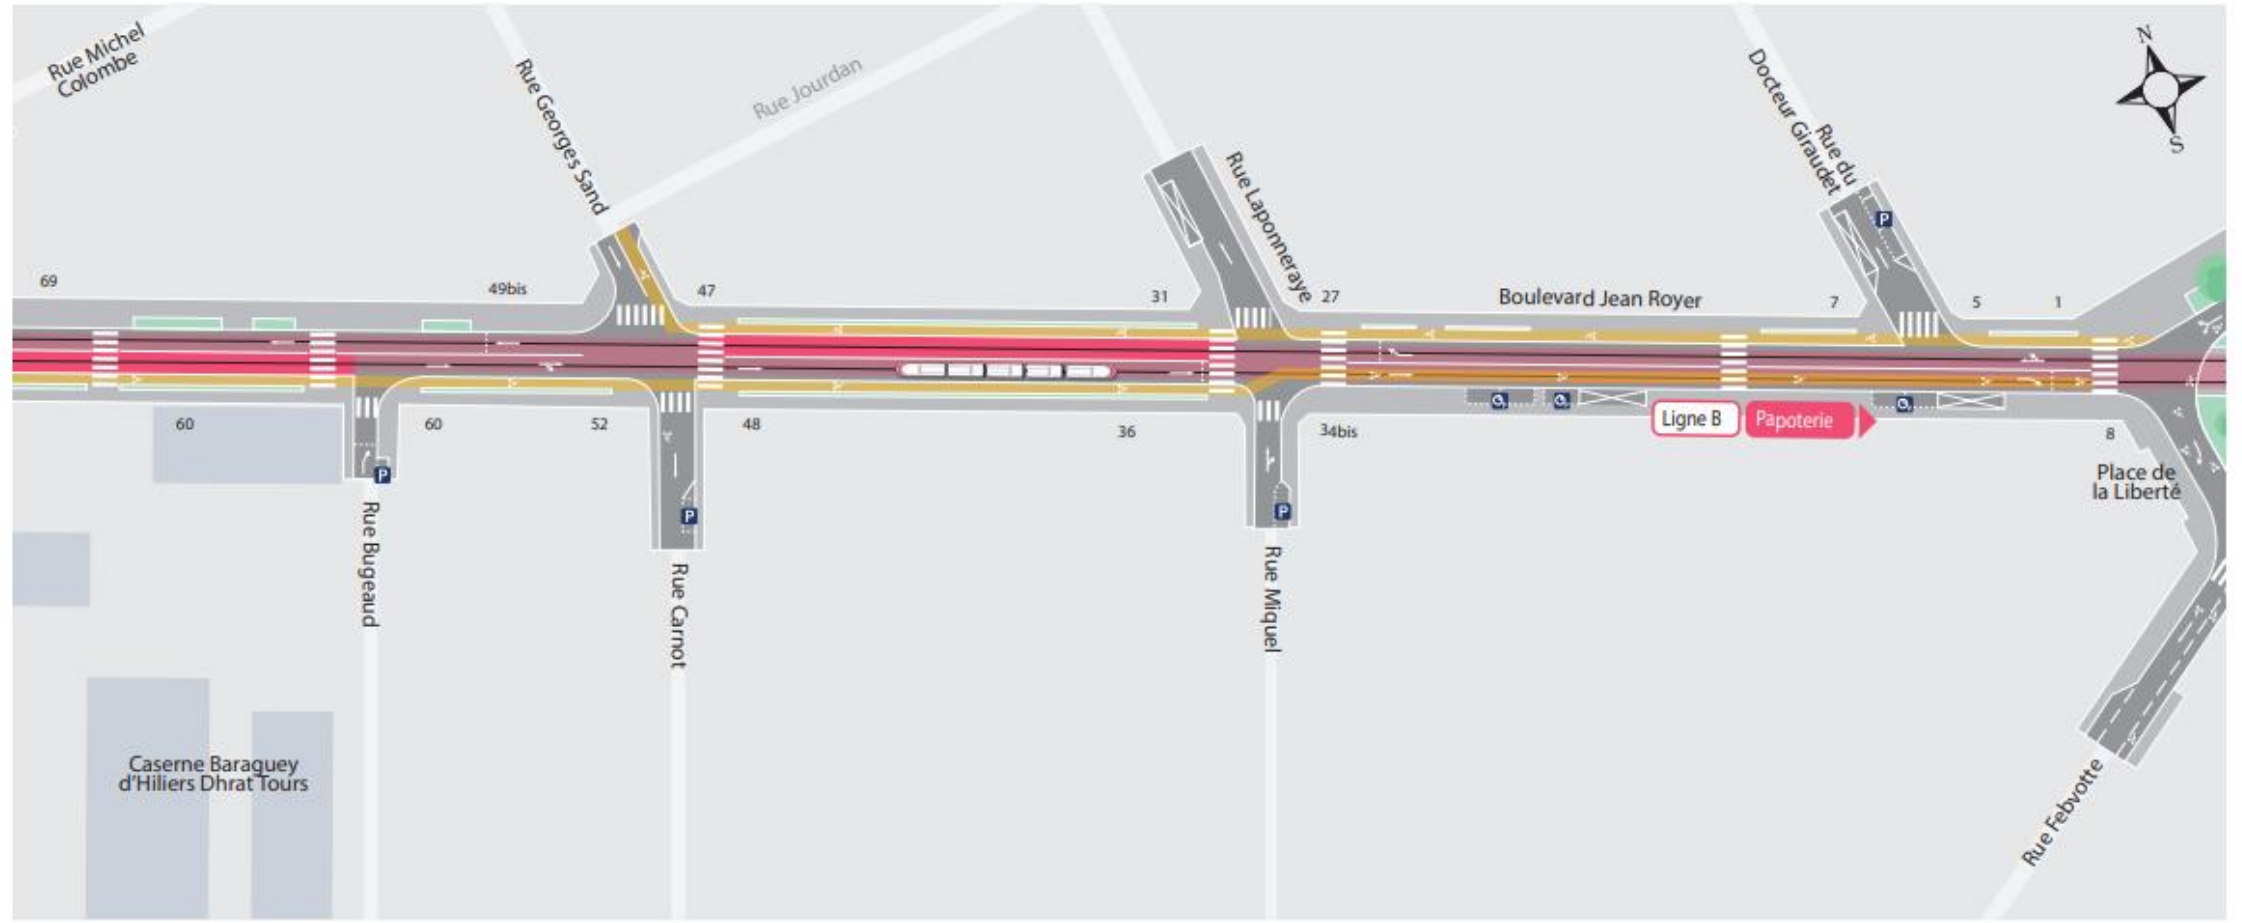 Rue Michel
Colombe
Rue Georges Sand
Rue Jourdan
Rue Laponneraye
Rue du
Docteur Giraudet
N
S
P
69
49bis
47
31
27
Boulevard Jean Royer
7
5
1
60
60
52
48
36
34bis
Ligne B
Papoterie
8
Place de
la Liberté
P
P
P
Rue Bugeaud
Rue Carnot
Rue Miquel
Caserne Baraguey
d'Hiliers Dhrat Tours
Rue Febvotte